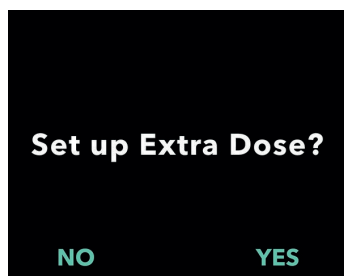 Set up Extra Dose?
NO YES